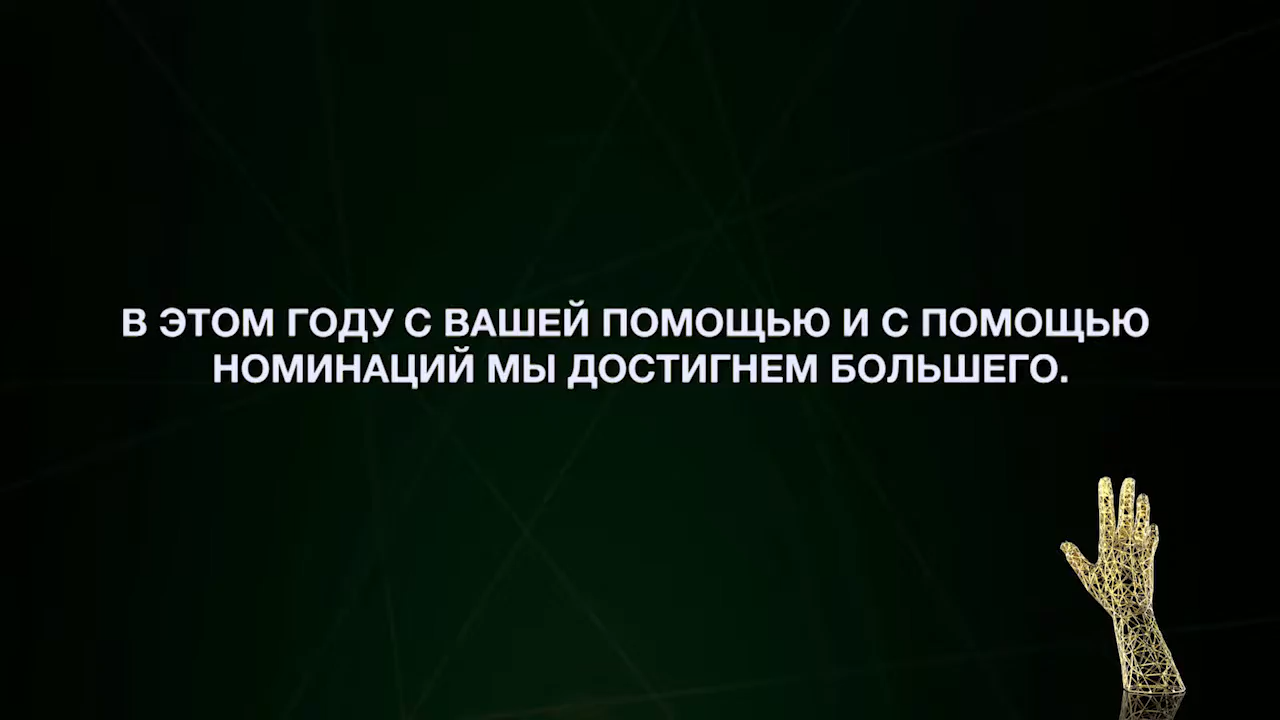 В ЭТОМ ГОДУ С ВАШЕЙ ПОМОЩЬЮ И С ПОМОЩЬЮ
НОМИНАЦИЙ МЫ ДОСТИГНЕМ БОЛЬШЕГО.